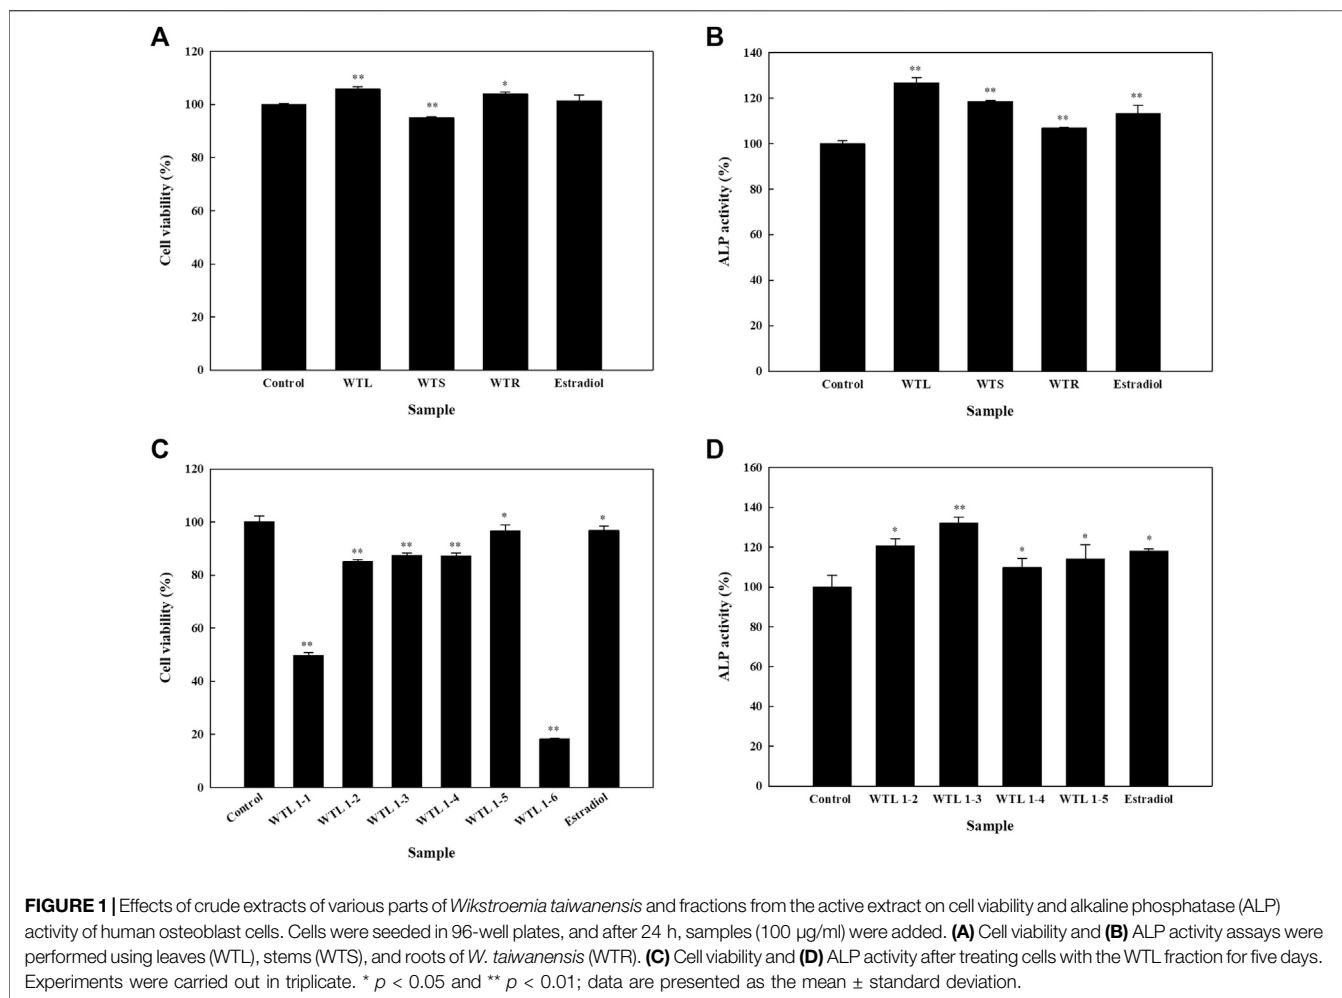 A
120
100
80
60
40
20
0
Cell viability (%)
**
**
*
Control WTL WTS WTR Estradiol
Sample
B
140
120
100
80
60
40
20
0
ALP activity (%)
**
**
**
**
Control WTL WTS WTR Estradiol
Sample
C
120
100
80
60
40
20
0
Cell viability (%)
**
**
**
**
*
**
*
Control WTL 1-1 WTL 1-2 WTL 1-3 WTL 1-4 WTL 1-5 WTL 1-6 Estradiol
Sample
D
160
140
120
100
80
60
40
20
0
ALP activity (%)
*
**
*
*
*
Control WTL 1-2 WTL 1-3 WTL 1-4 WTL 1-5 Estradiol
Sample
FIGURE 1 | Effects of crude extracts of various parts of Wikstroemia taiwanensis and fractions from the active extract on cell viability and alkaline phosphatase (ALP)
activity of human osteoblast cells. Cells were seeded in 96-well plates, and after 24 h, samples (100 μg/ml) were added. (A) Cell viability and (B) ALP activity assays were
performed using leaves (WTL), stems (WTS), and roots of W. taiwanensis (WTR). (C) Cell viability and (D) ALP activity after treating cells with the WTL fraction for five days.
Experiments were carried out in triplicate. * p < 0.05 and ** p < 0.01; data are presented as the mean ± standard deviation.